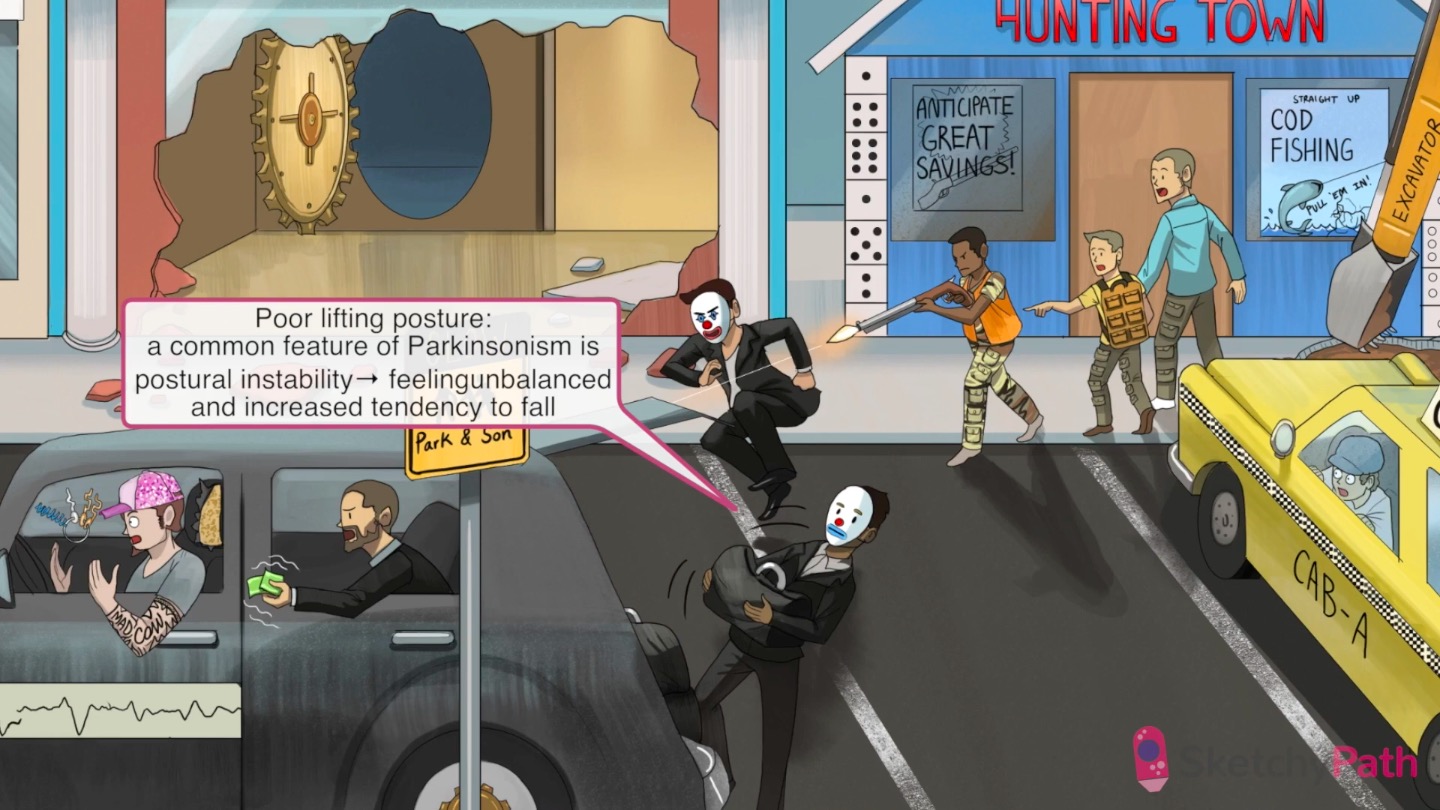 HUNTING TOWN
ANTICIPATE
GREAT
SAVINGS!
STRAIGHT UP
COD
FISHING
PULL 'EM IN!
EXCAVATOR
Poor lifting posture:
a common feature of Parkinsonism is
postural instability→ feelingunbalanced
and increased tendency to fall
Park & Son
MAD COW
CAB-A
SketchyPath